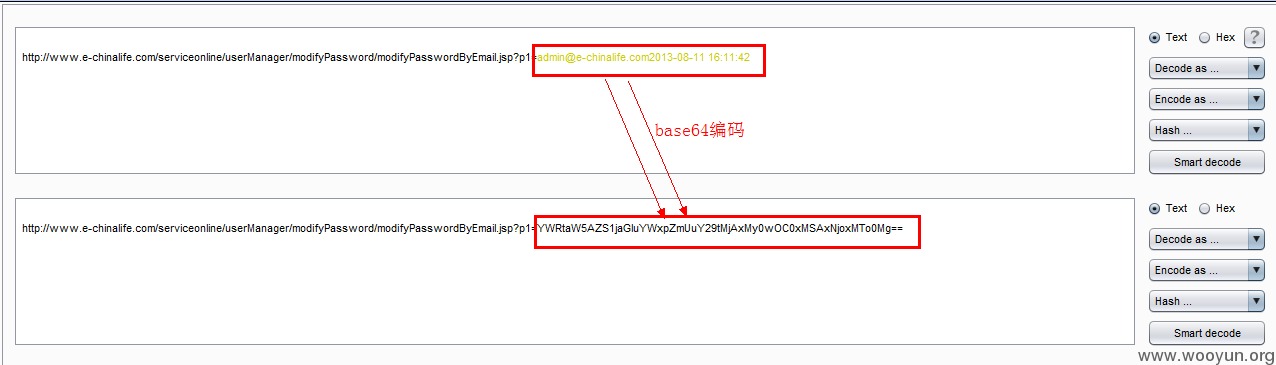 http://www.e-chinalife.com/serviceonline/userManager/modifyPassword/modifyPasswordByEmail.jsp?p1=admin@e-chinalife.com2013-08-11 16:11:42
Text Hex ?
Decode as ...
Encode as ...
Hash ...
Smart decode
base64编码
http://www.e-chinalife.com/serviceonline/userManager/modifyPassword/modifyPasswordByEmail.jsp?p1=YWRtaW5AZS1jaGluYWxpZmUuY29tMjAxMy0wOC0xMSAxNjoxMTo0Mg==
Text Hex
Decode as ...
Encode as ...
Hash ...
Smart decode
www.wooyun.org